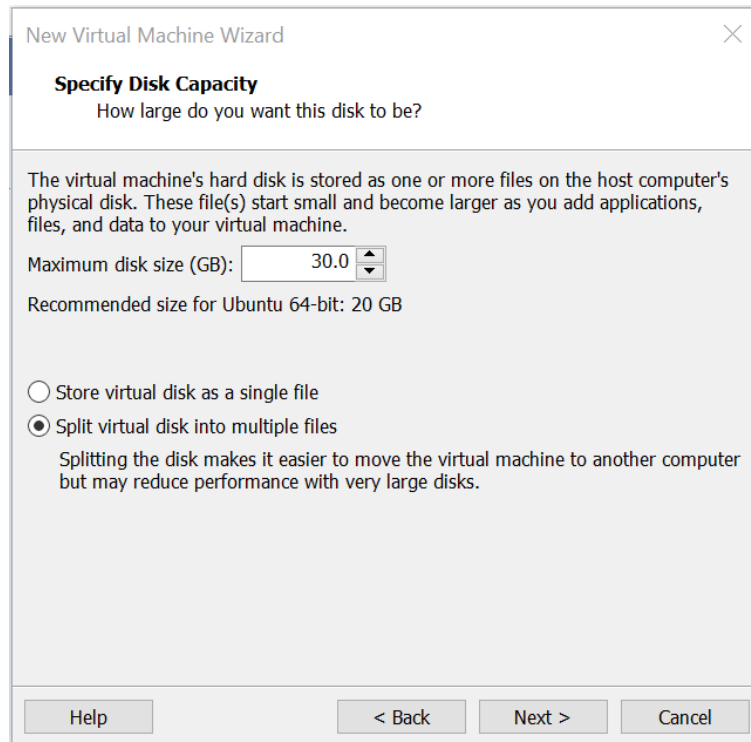 New Virtual Machine Wizard
Specify Disk Capacity
How large do you want this disk to be?
The virtual machine's hard disk is stored as one or more files on the host computer's
physical disk. These file(s) start small and become larger as you add applications,
files, and data to your virtual machine.
Maximum disk size (GB): 30.0
Recommended size for Ubuntu 64-bit: 20 GB
Store virtual disk as a single file
Split virtual disk into multiple files
Splitting the disk makes it easier to move the virtual machine to another computer
but may reduce performance with very large disks.
Help < Back Next > Cancel